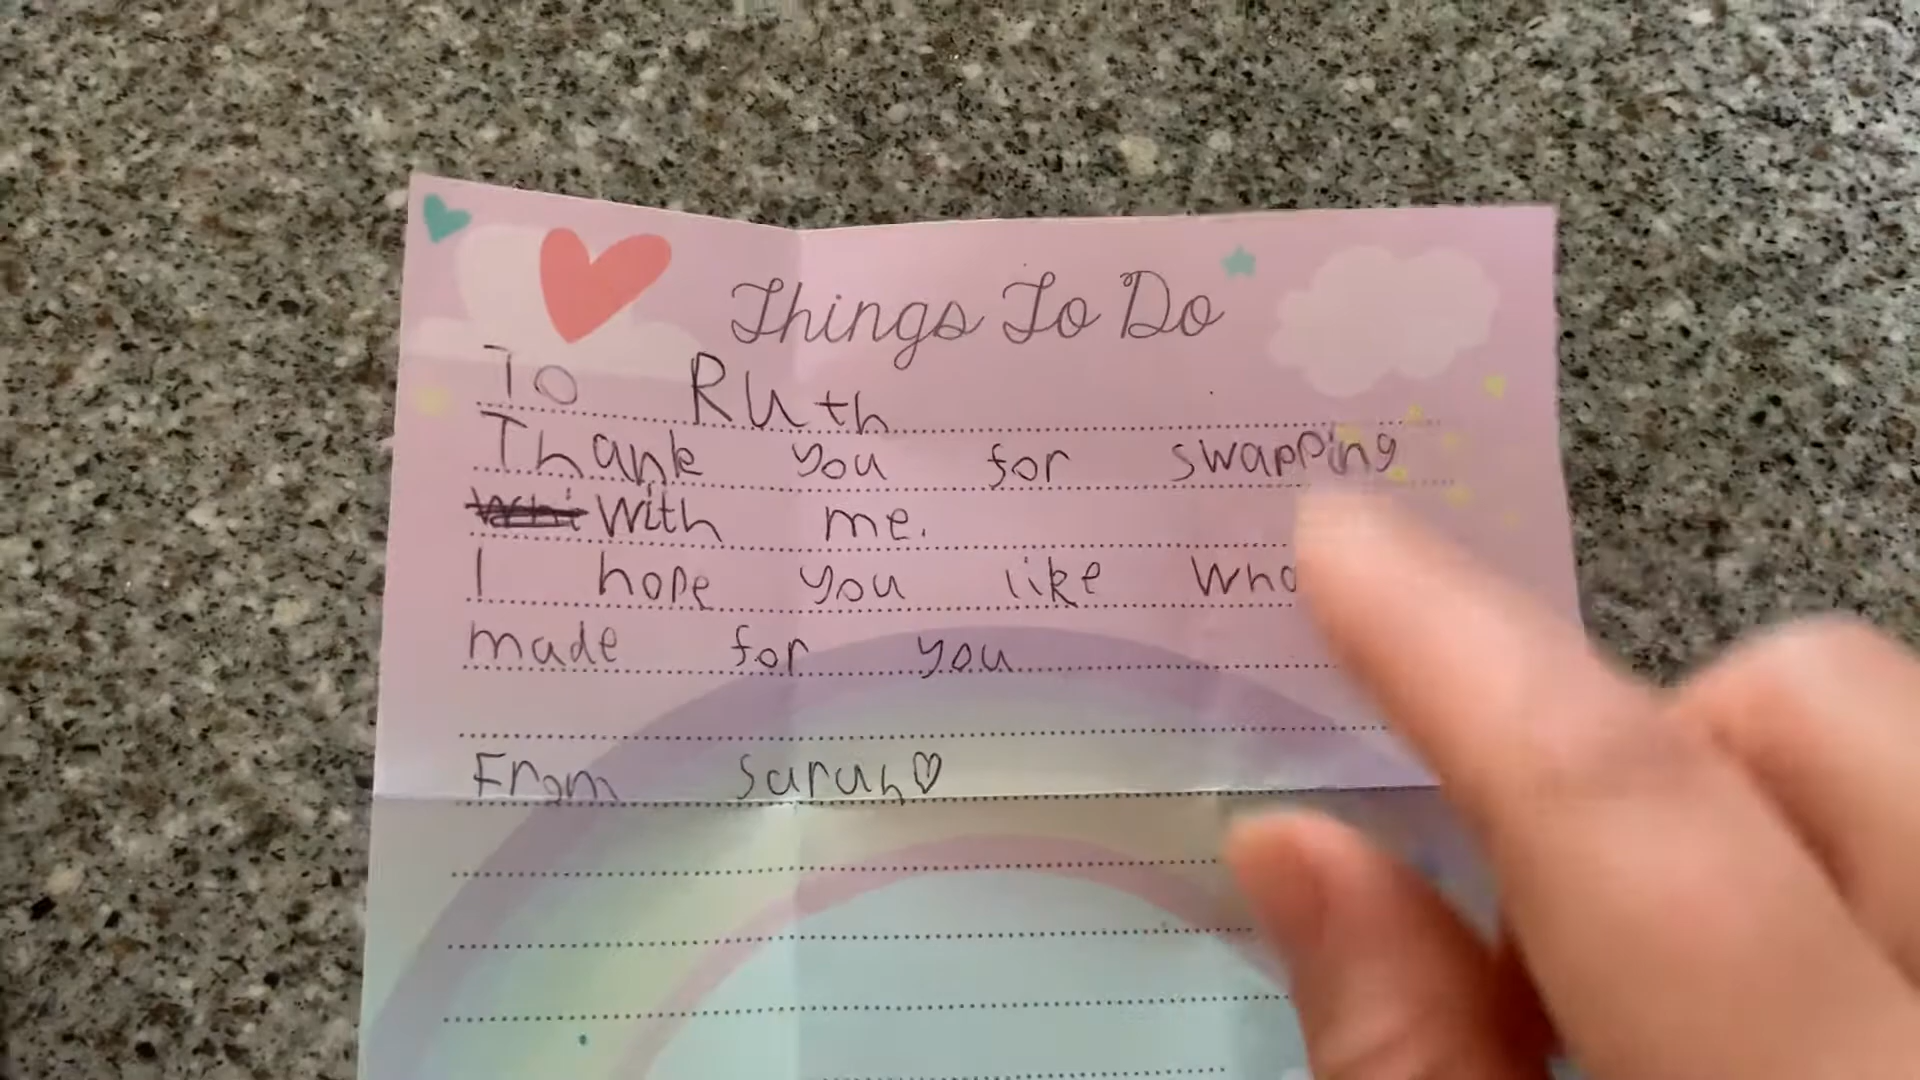 Things To Do
To Ruth
Thank you for swapping
with me.
I hope you like
made for you
From Sarah♡